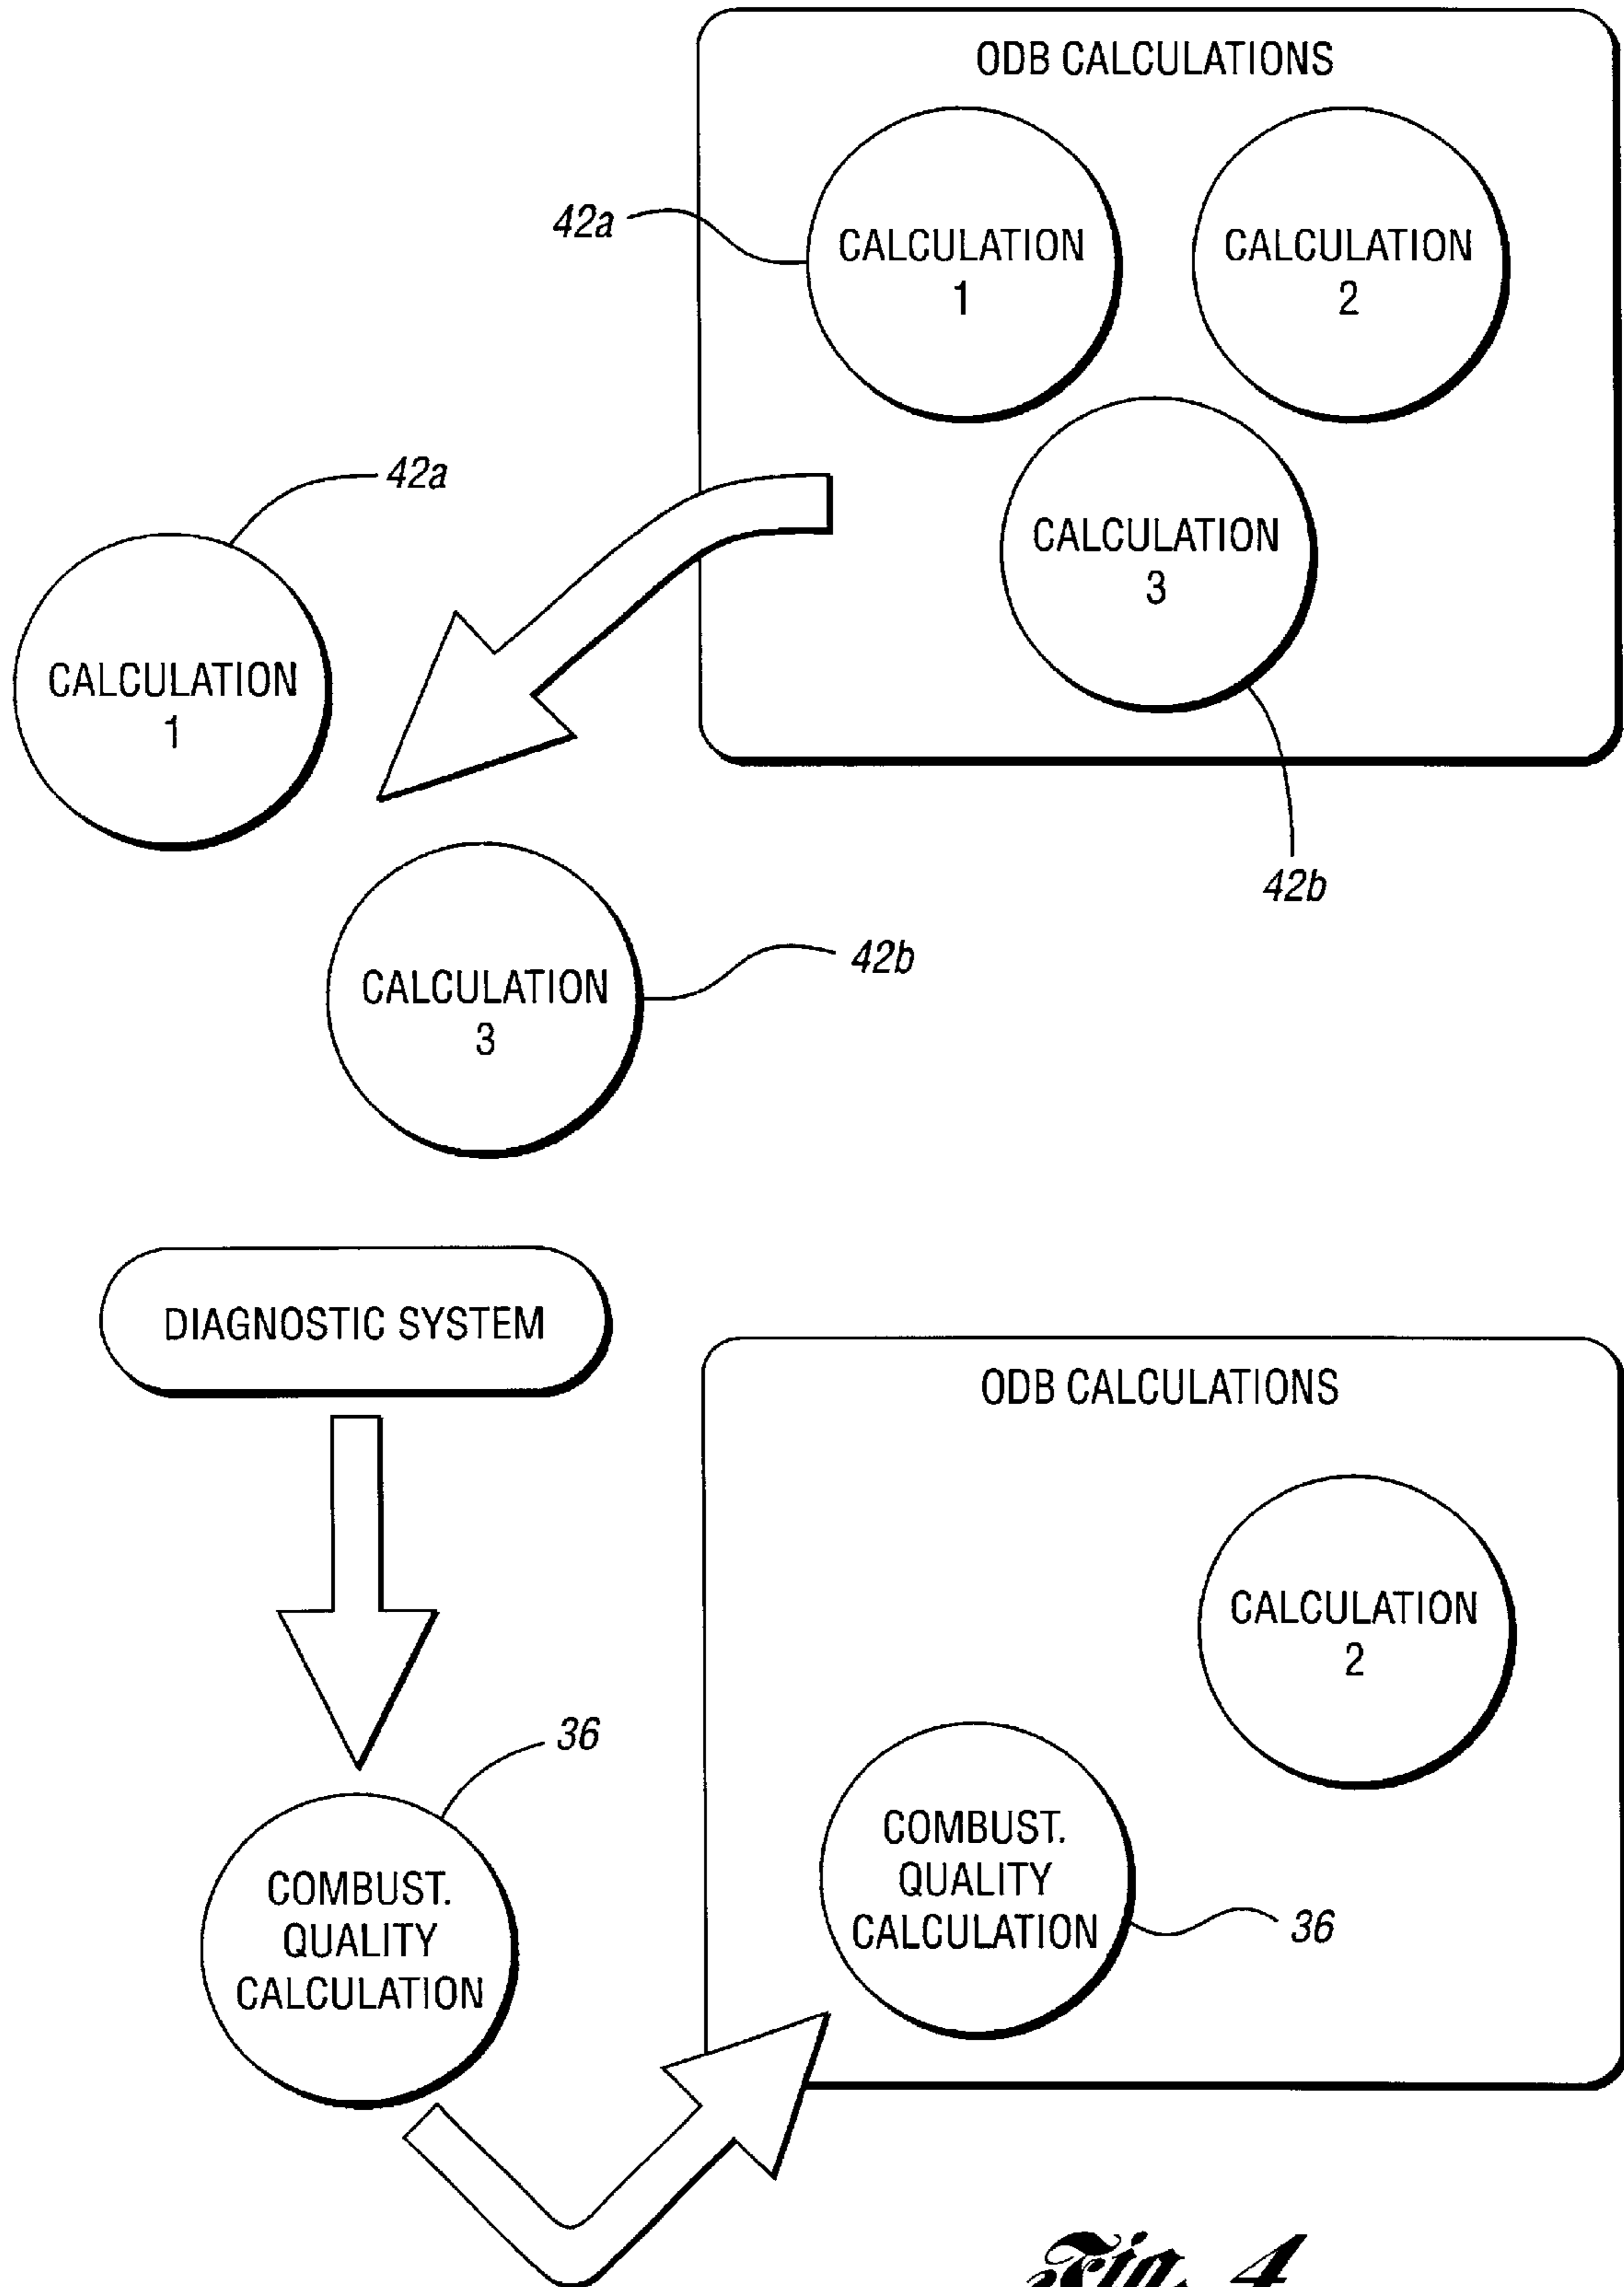 ODB CALCULATIONS
42a
CALCULATION
1
CALCULATION
2
CALCULATION
3
42b
42a
CALCULATION
1
CALCULATION
3
42b
DIAGNOSTIC SYSTEM
36
COMBUST.
QUALITY
CALCULATION
ODB CALCULATIONS
CALCULATION
2
COMBUST.
QUALITY
CALCULATION
36
Fig. 4